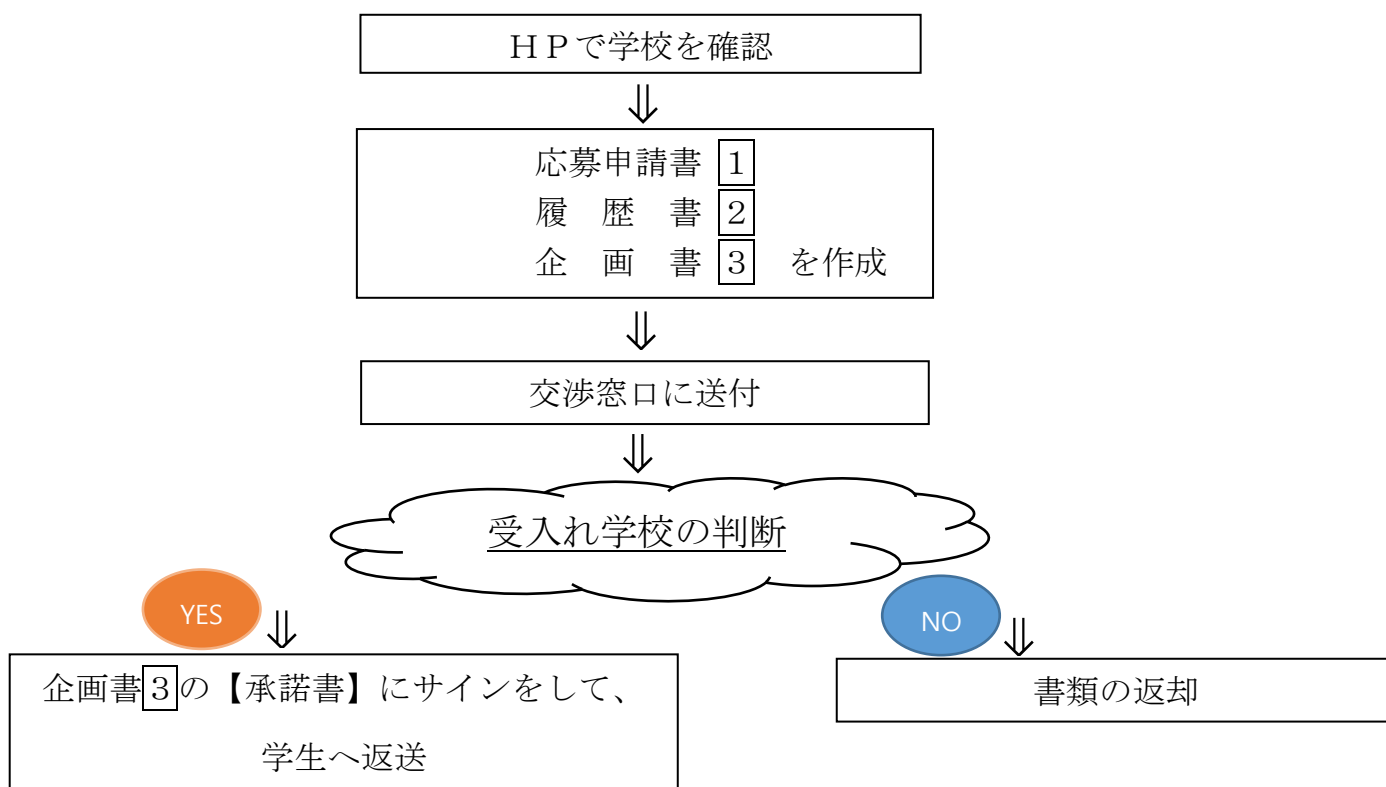 ＨＰで学校を確認
⇓
応募申請書 １
履　歴　書 ２
企　画　書 ３　を作成
⇓
交渉窓口に送付
⇓
受入れ学校の判断
YES ⇓
NO ⇓
企画書３の【承諾書】にサインをして、
学生へ返送
書類の返却